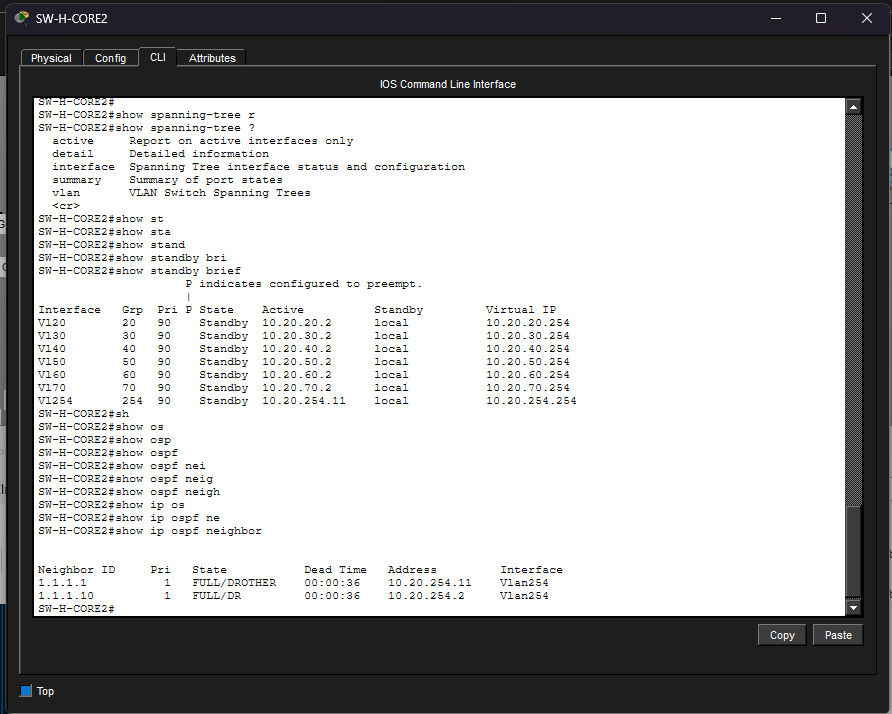 SW-H-CORE2
Physical Config CLI Attributes
IOS Command Line Interface
SW-H-CORE2#
SW-H-CORE2#show spanning-tree r
SW-H-CORE2#show spanning-tree ?
  active     Report on active interfaces only
  detail     Detailed information
  interface  Spanning Tree interface status and configuration
  summary    Summary of port states
  vlan       VLAN Switch Spanning Trees
  <cr>
SW-H-CORE2#show st
SW-H-CORE2#show sta
SW-H-CORE2#show stand
SW-H-CORE2#show standby bri
SW-H-CORE2#show standby brief
                     P indicates configured to preempt.
                     |
Interface   Grp  Pri P State    Active          Standby         Virtual IP
Vl20        20   90    Standby  10.20.20.2      local           10.20.20.254
Vl30        30   90    Standby  10.20.30.2      local           10.20.30.254
Vl40        40   90    Standby  10.20.40.2      local           10.20.40.254
Vl50        50   90    Standby  10.20.50.2      local           10.20.50.254
Vl60        60   90    Standby  10.20.60.2      local           10.20.60.254
Vl70        70   90    Standby  10.20.70.2      local           10.20.70.254
Vl254       254  90    Standby  10.20.254.11    local           10.20.254.254
SW-H-CORE2#sh
SW-H-CORE2#show os
SW-H-CORE2#show osp
SW-H-CORE2#show ospf
SW-H-CORE2#show ospf nei
SW-H-CORE2#show ospf neig
SW-H-CORE2#show ospf neigh
SW-H-CORE2#show ip os
SW-H-CORE2#show ip ospf ne
SW-H-CORE2#show ip ospf neighbor
Neighbor ID     Pri   State           Dead Time   Address         Interface
1.1.1.1           1   FULL/DROTHER    00:00:36    10.20.254.11    Vlan254
1.1.1.10          1   FULL/DR         00:00:36    10.20.254.2     Vlan254
SW-H-CORE2#
Copy Paste
Top